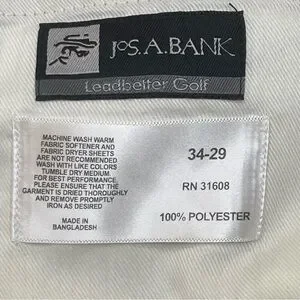 JOS. A. BANK
Leadbetter Golf
MACHINE WASH WARM
FABRIC SOFTENER AND
FABRIC DRYER SHEETS
ARE NOT RECOMMENDED
WASH WITH LIKE COLORS
TUMBLE DRY MEDIUM.
FOR BEST PERFORMANCE
PLEASE ENSURE THAT THE
GARMENT IS DRIED THOROUGHLY
AND REMOVE PROMPTLY
IRON AS DESIRED
MADE IN
BANGLADESH
34-29
RN 31608
100% POLYESTER